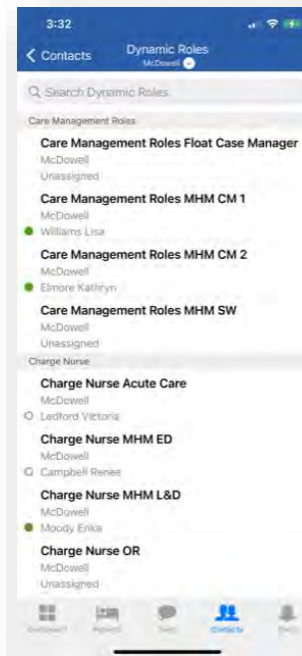 3:32
Contacts
Dynamic Roles
McDowell
Search Dynamic Roles
Care Management Roles
Care Management Roles Float Case Manager
McDowell
Unassigned
Care Management Roles MHM CM 1
McDowell
Williams Lisa
Care Management Roles MHM CM 2
McDowell
Elmore Kathryn
Care Management Roles MHM SW
McDowell
Unassigned
Charge Nurse
Charge Nurse Acute Care
McDowell
Ledford Victoria
Charge Nurse MHM ED
McDowell
Campbell Renee
Charge Nurse MHM L&D
McDowell
Moody Erika
Charge Nurse OR
McDowell
Unassigned
Contacts